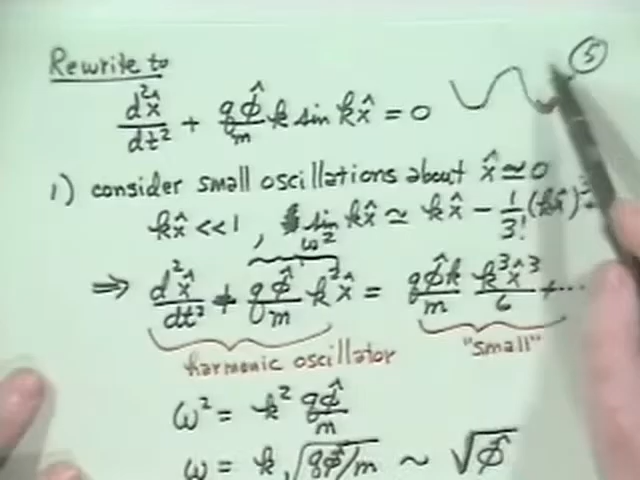 Rewrite to
⑤
d²x̂/dt² + qφ̂/m k sin kx̂ = 0
1) consider small oscillations about x̂ ≃ 0
kx̂ << 1, sin kx̂ ≃ kx̂ - 1/3! (kx̂)³
ω²
⇒ d²x̂/dt² + qφ̂/m k²x̂ = qφ̂k/m k³x̂³/6 + ...
harmonic oscillator "small"
ω² = k² qφ̂/m
ω = k √(qφ̂/m) ~ √φ̂